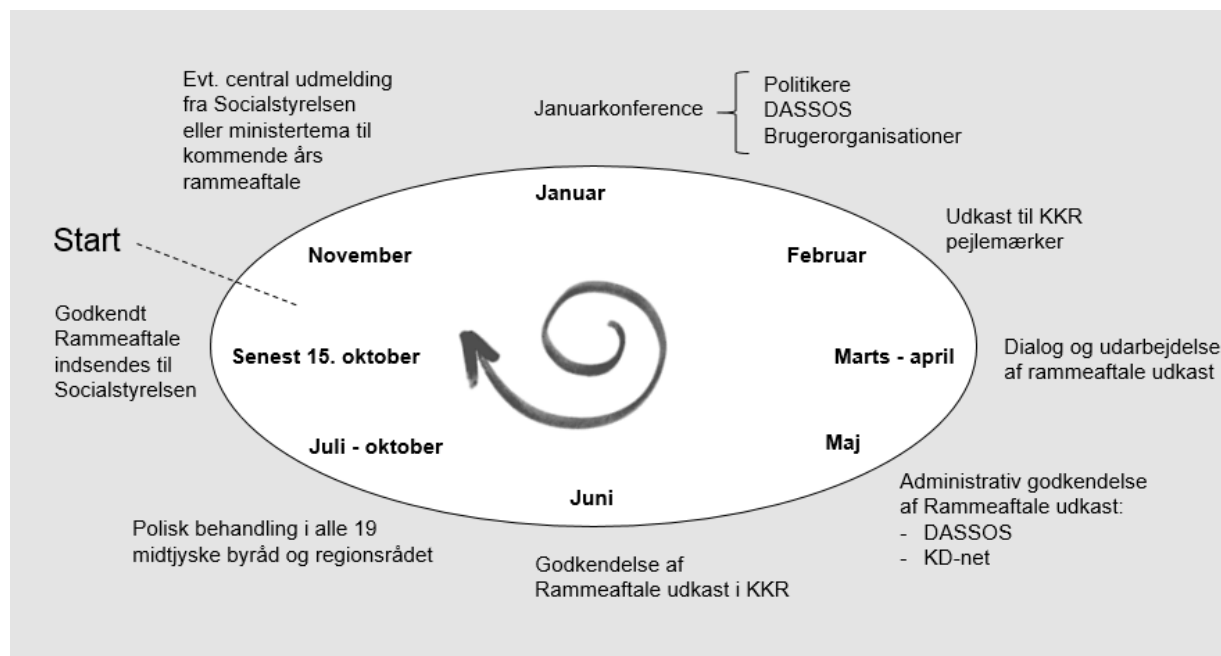 Evt. central udmelding
fra Socialstyrelsen
eller ministertema til
kommende års
rammeaftale
Januarkonference
Politikere
DASSOS
Brugerorganisationer
Januar
Udkast til KKR
pejlemærker
Start
November
Februar
Godkendt
Rammeaftale
indsendes til
Socialstyrelsen
Senest 15. oktober
Marts - april
Dialog og udarbejdelse
af rammeaftale udkast
Juli - oktober
Maj
Juni
Administrativ godkendelse
af Rammeaftale udkast:
- DASSOS
- KD-net
Polisk behandling i alle 19
midtjyske byråd og regionsrådet
Godkendelse af
Rammeaftale udkast i KKR